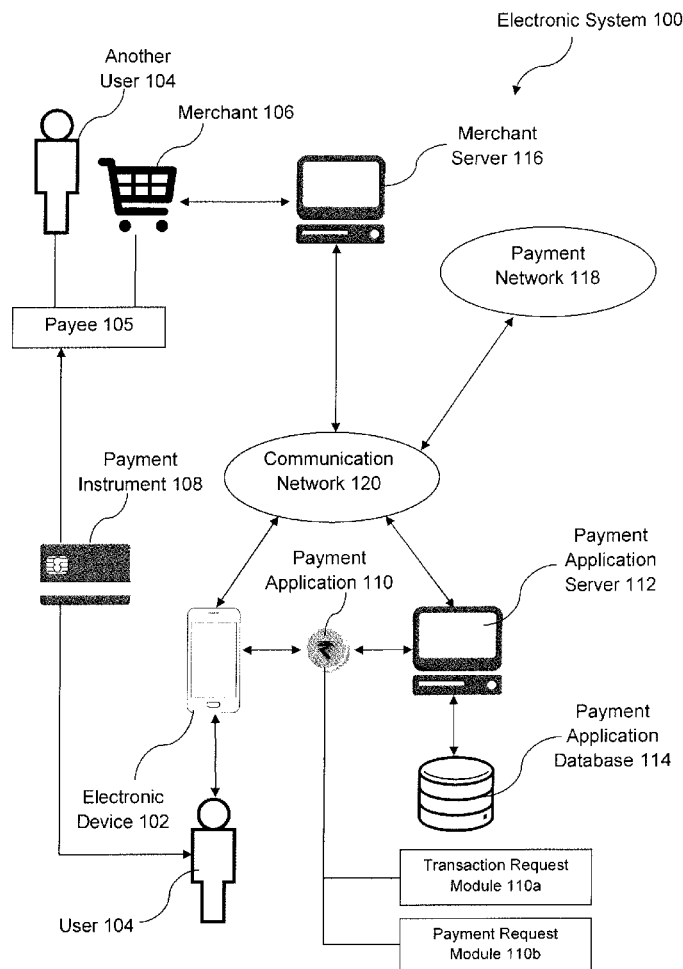 Electronic System 100
Another
User 104
Merchant 106
Merchant
Server 116
Payment
Network 118
Payee 105
Communication
Network 120
Payment
Instrument 108
Payment
Application 110
Payment
Application
Server 112
₹
Payment
Application
Database 114
Electronic
Device 102
User 104
Transaction Request
Module 110a
Payment Request
Module 110b